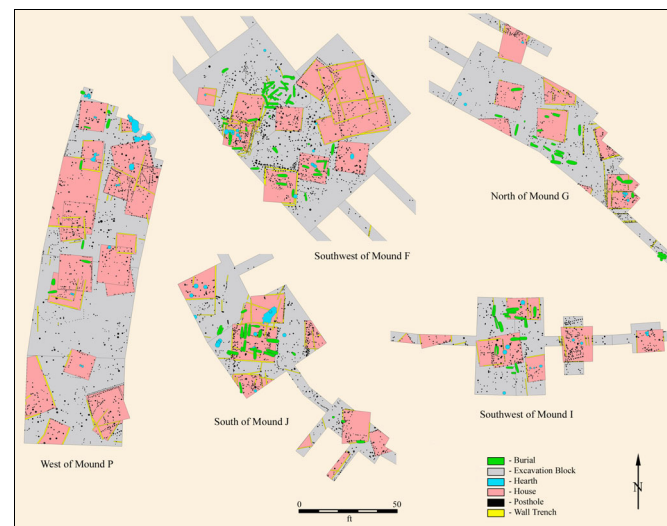 North of Mound G
Southwest of Mound F
South of Mound J
Southwest of Mound I
West of Mound P
- Burial
- Excavation Block
- Hearth
- House
- Posthole
- Wall Trench
N
0 50
ft